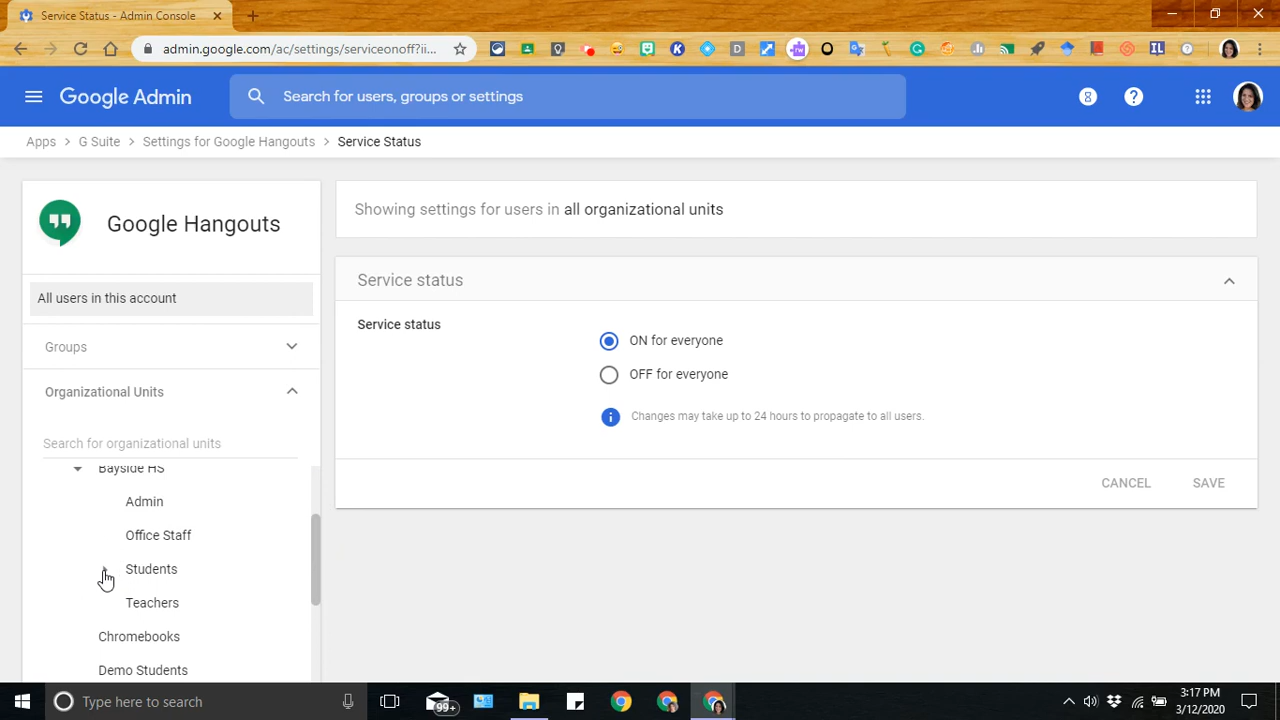 Service Status - Admin Console
admin.google.com/ac/settings/serviceonoff?ii...
Google Admin
Search for users, groups or settings
Apps > G Suite > Settings for Google Hangouts > Service Status
Google Hangouts
All users in this account
Groups
Organizational Units
Search for organizational units
Bayside HS
Admin
Office Staff
Students
Teachers
Chromebooks
Demo Students
Showing settings for users in all organizational units
Service status
Service status
ON for everyone
OFF for everyone
Changes may take up to 24 hours to propagate to all users.
CANCEL
SAVE
Type here to search
99+
3:17 PM
3/12/2020